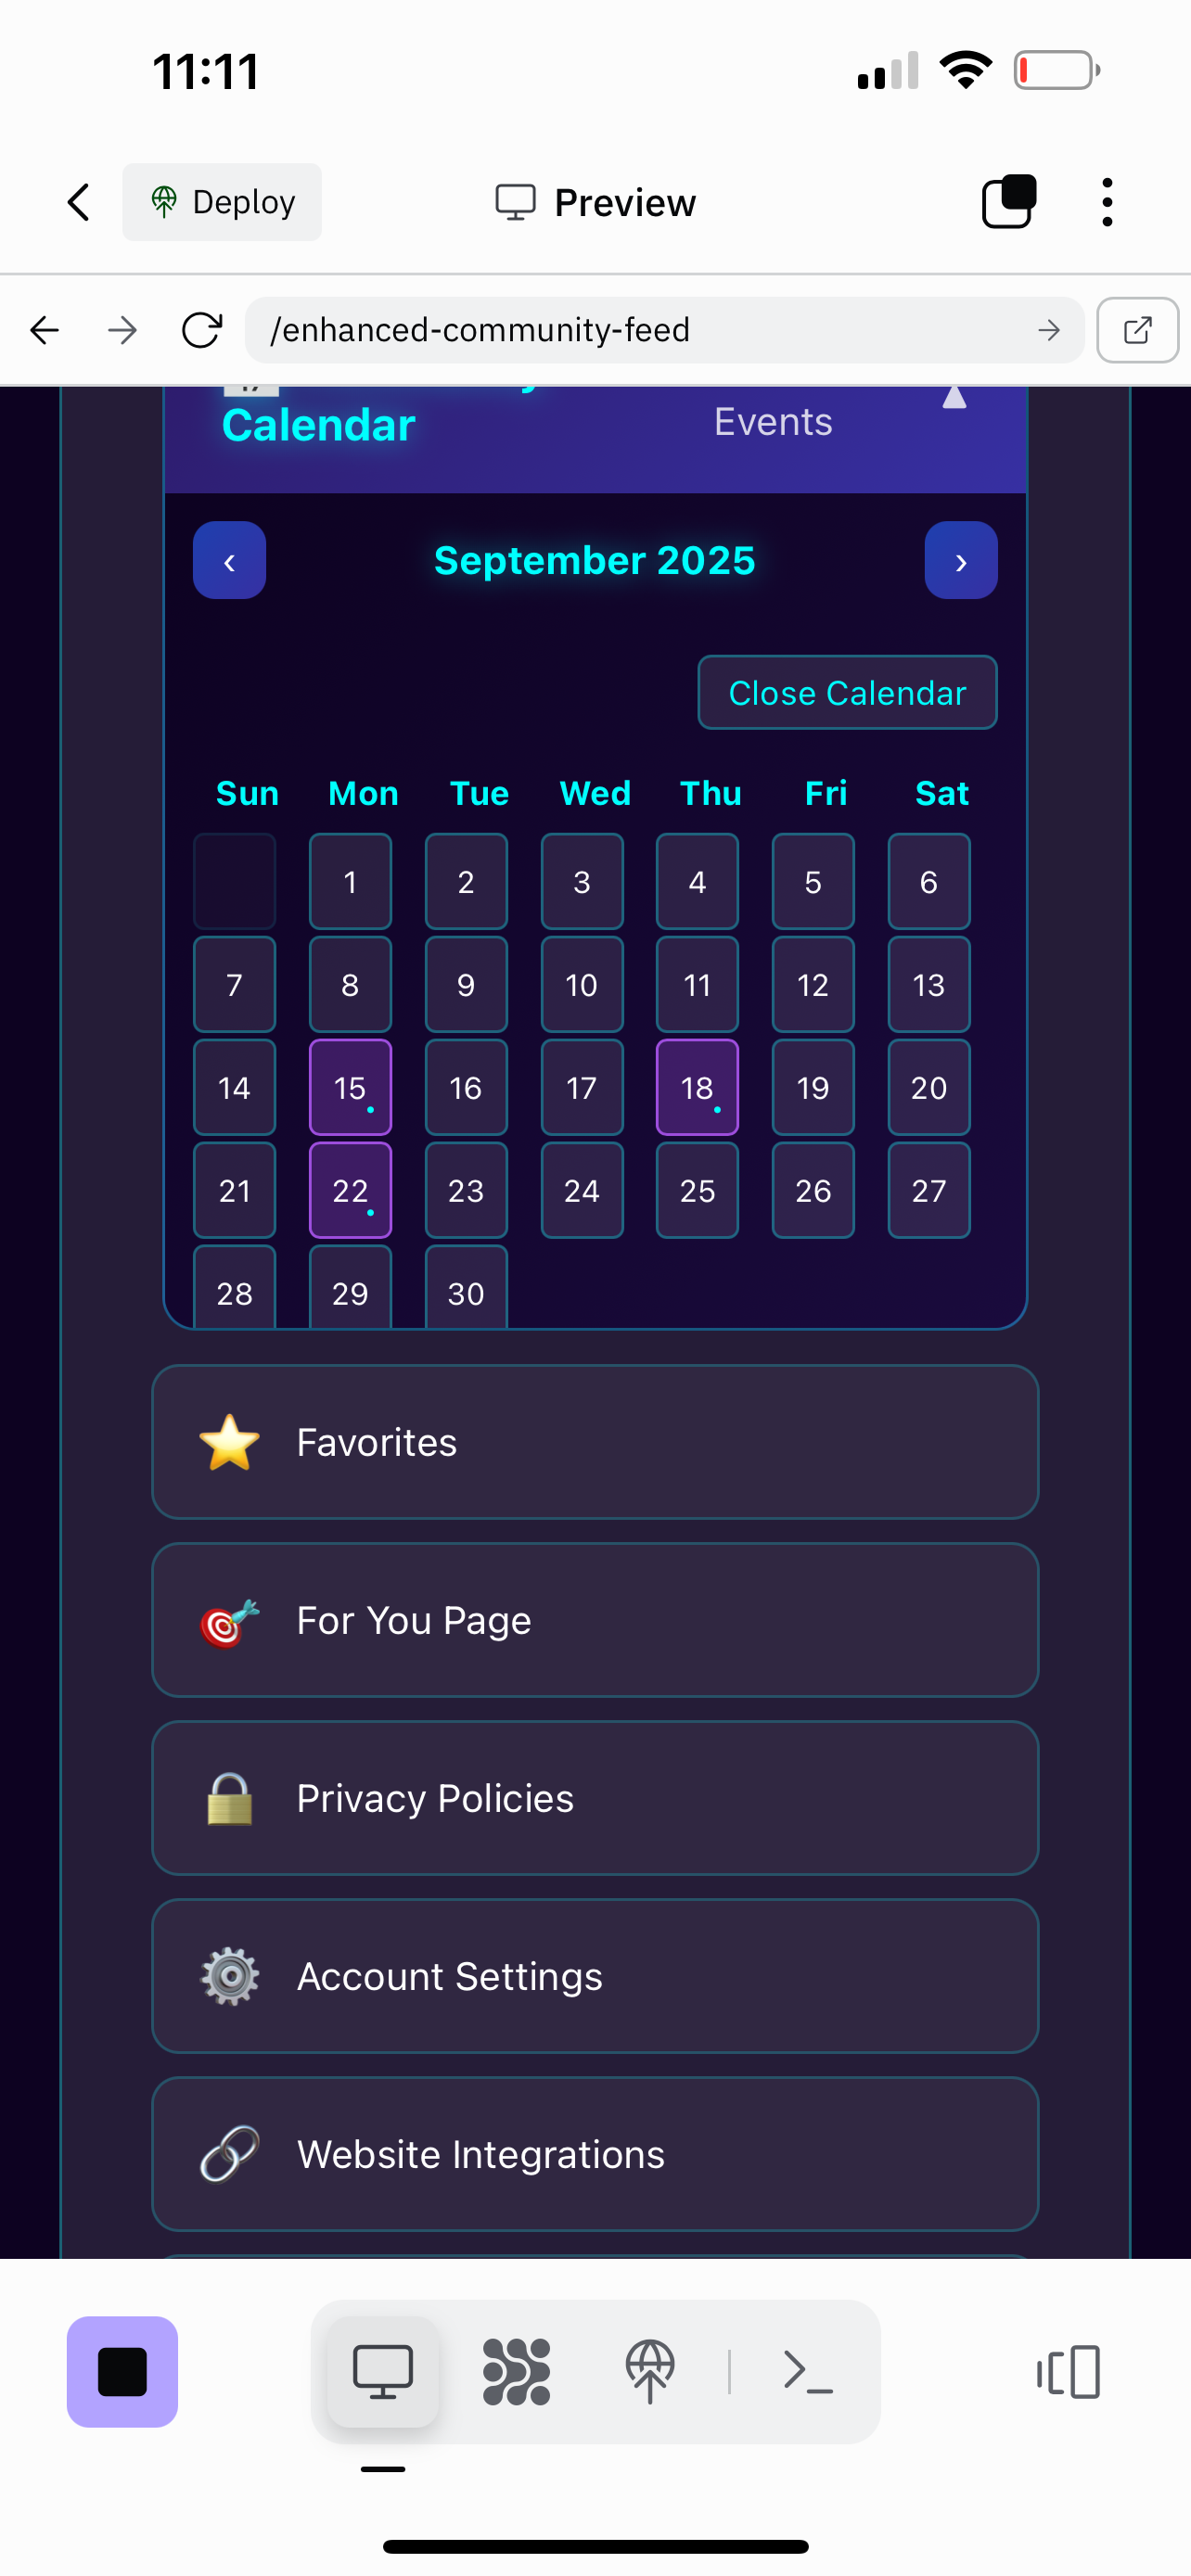 11:11
Deploy
Preview
/enhanced-community-feed
Calendar
Events
‹ September 2025 ›
Close Calendar
Sun Mon Tue Wed Thu Fri Sat
1 2 3 4 5 6
7 8 9 10 11 12 13
14 15 16 17 18 19 20
21 22 23 24 25 26 27
28 29 30
Favorites
For You Page
Privacy Policies
Account Settings
Website Integrations